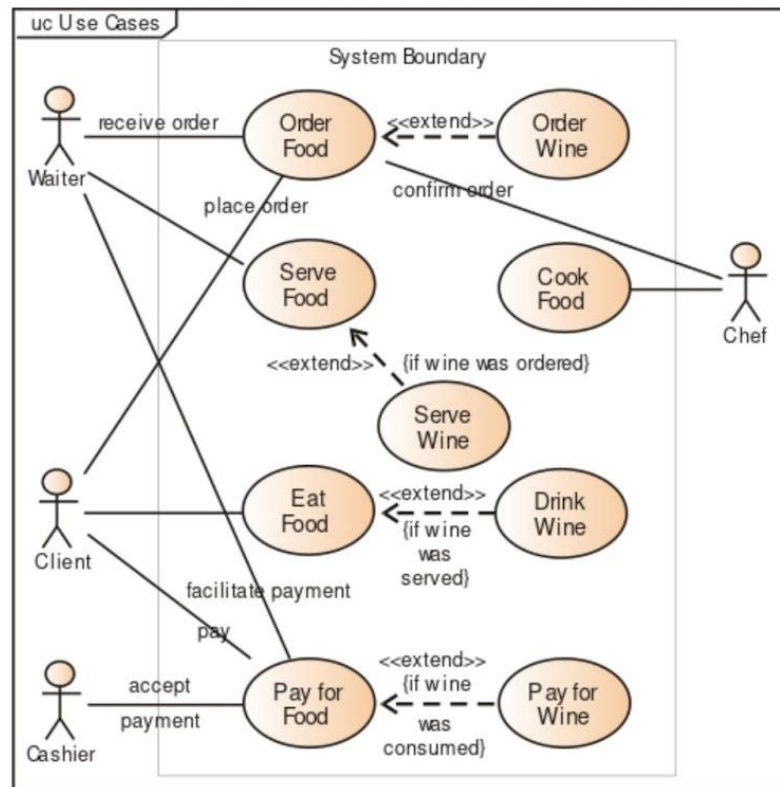 uc Use Cases
System Boundary
receive order
Order
Food
<<extend>>
Order
Wine
Waiter
place order
confirm order
Serve
Food
Cook
Food
Chef
<<extend>>
{if wine was ordered}
Serve
Wine
Eat
Food
<<extend>>
{if wine
was
served}
Drink
Wine
Client
facilitate payment
pay
accept
payment
Pay for
Food
<<extend>>
{if wine
was
consumed}
Pay for
Wine
Cashier